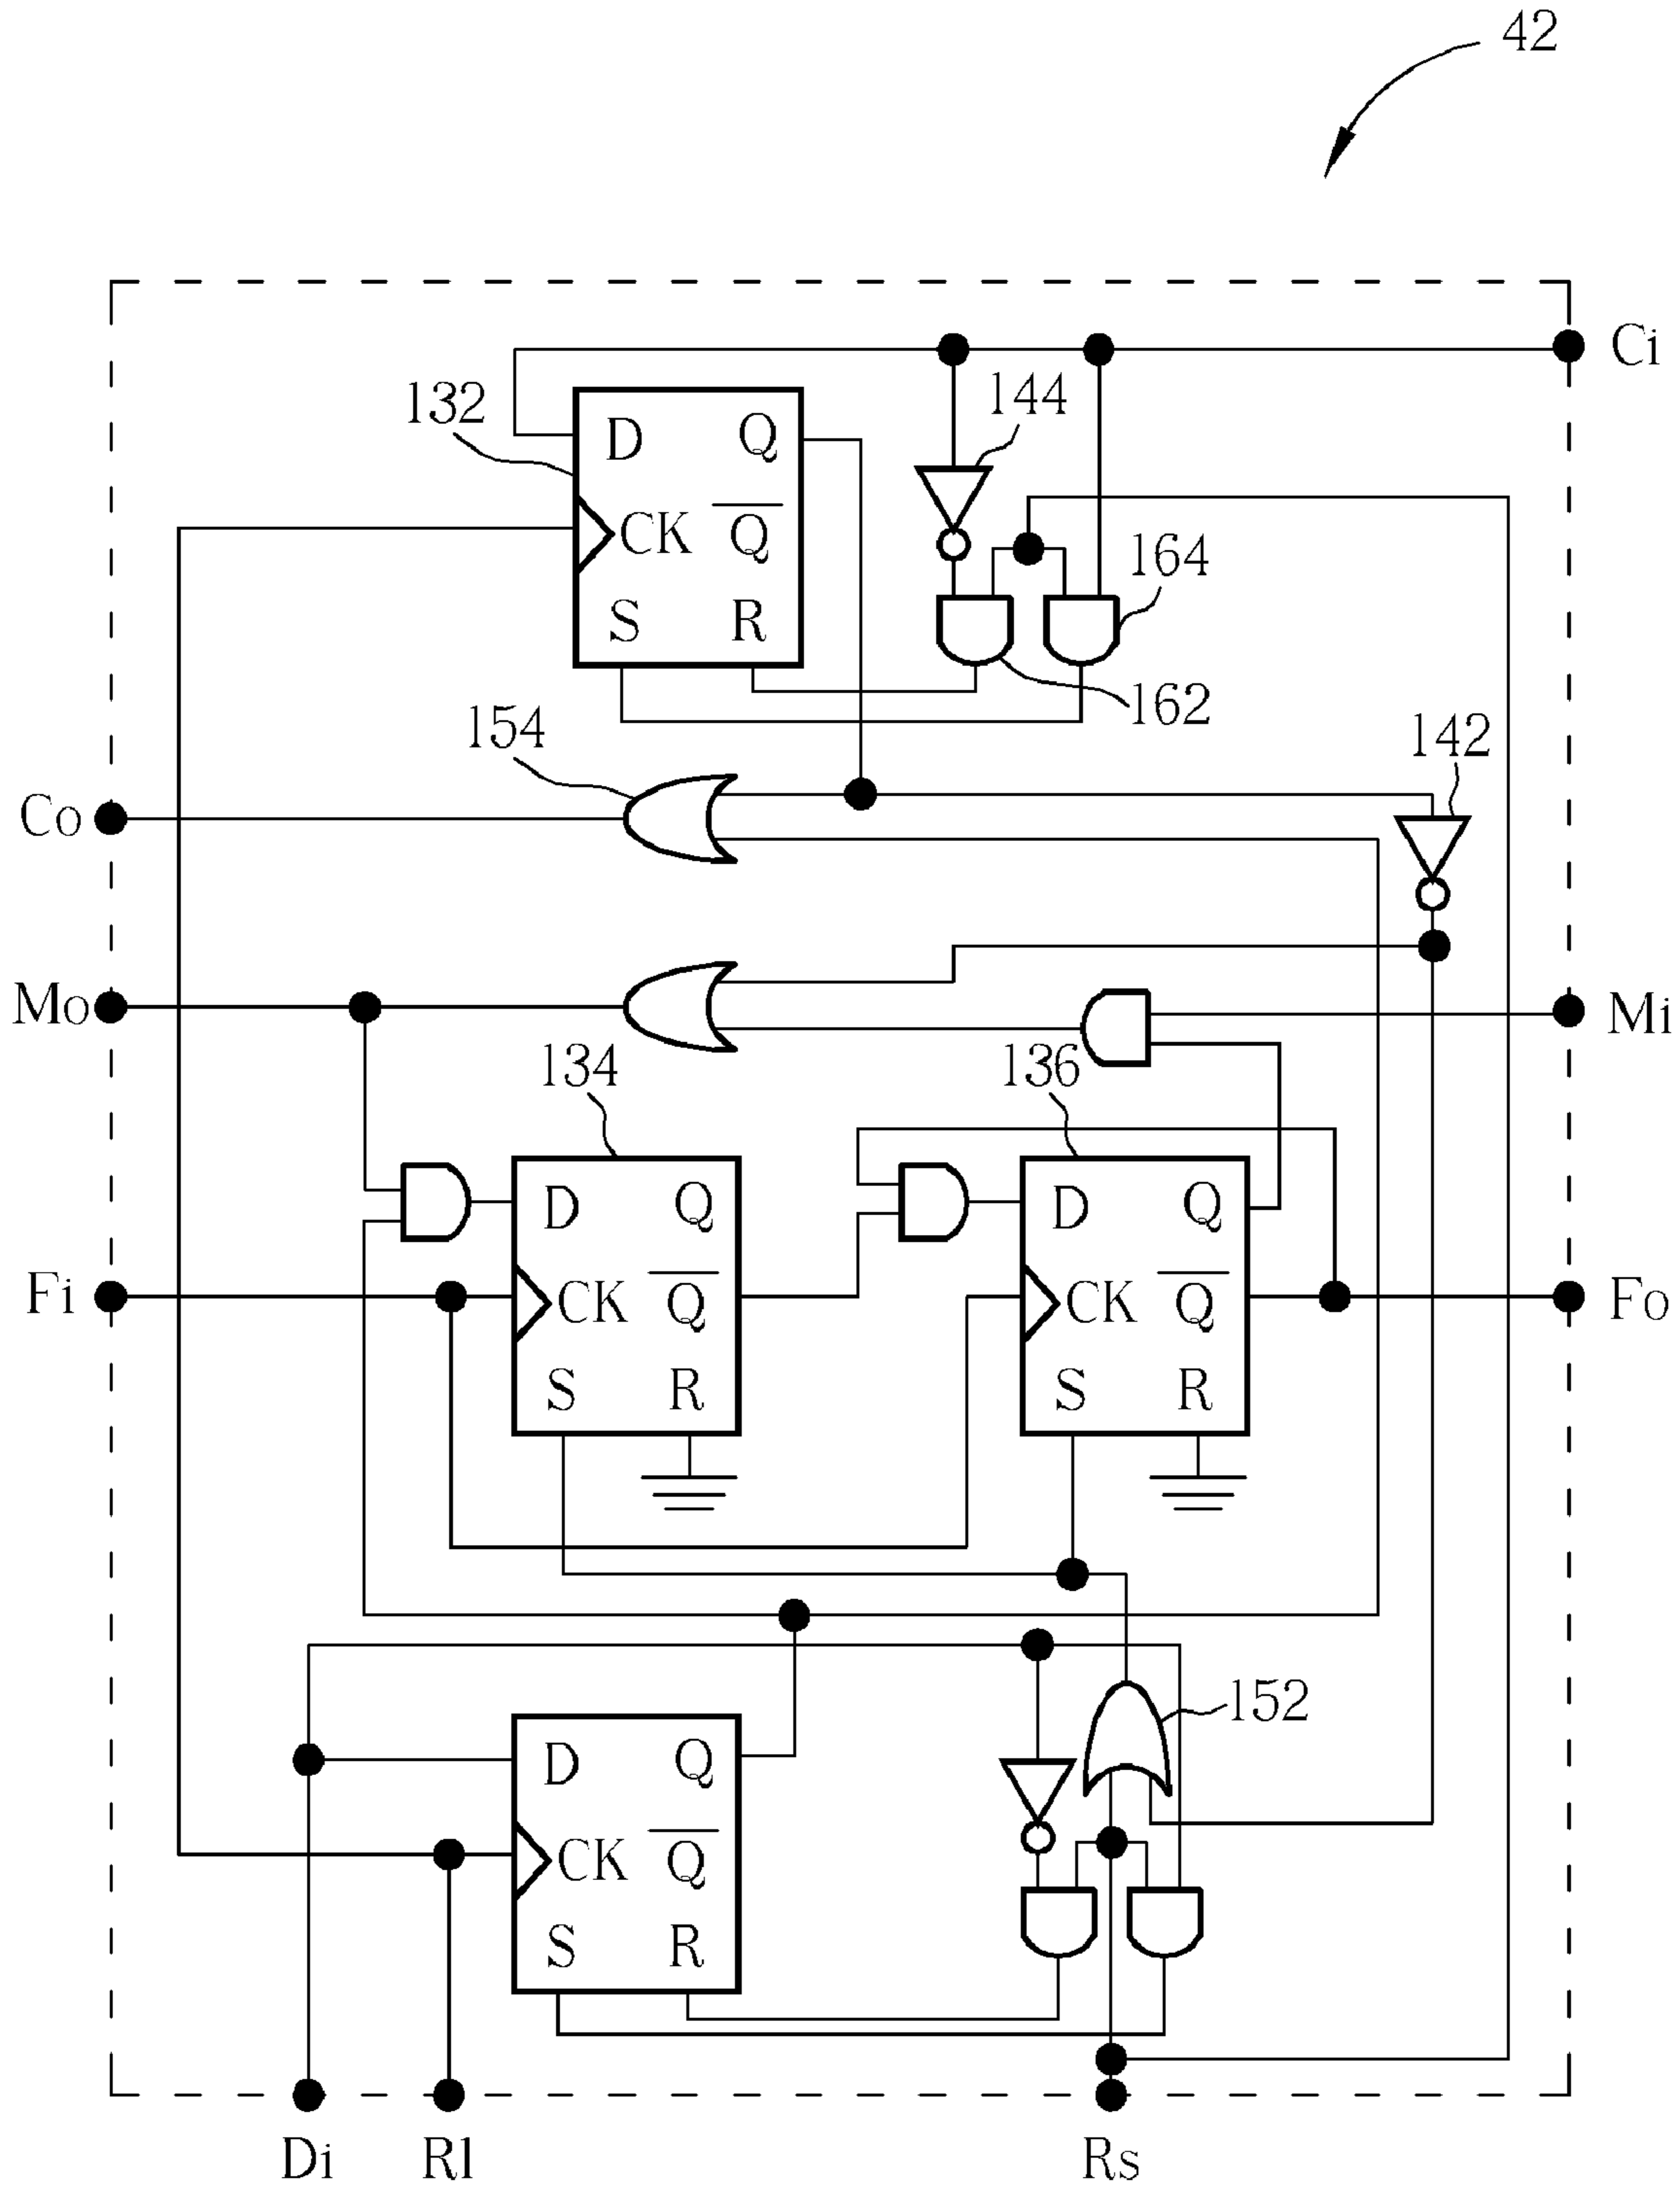 42
Ci
132
144
D Q
CK Q
S R
164
162
154
142
Co
Mo
Mi
134
136
D Q
CK Q
S R
D Q
CK Q
S R
Fi
Fo
152
D Q
CK Q
S R
Di
Rl
Rs